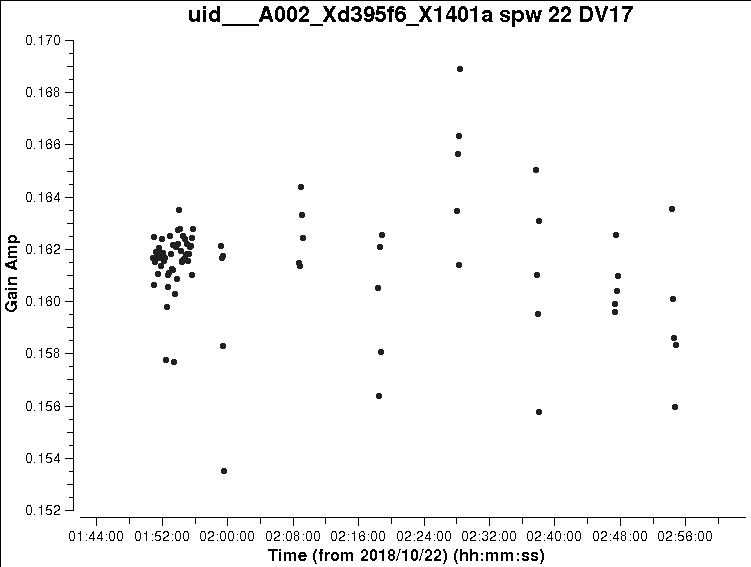 uid___A002_Xd395f6_X1401a spw 22 DV17
0.170
0.168
0.166
0.164
0.162
0.160
0.158
0.156
0.154
0.152
Gain Amp
01:44:00 01:52:00 02:00:00 02:08:00 02:16:00 02:24:00 02:32:00 02:40:00 02:48:00 02:56:00
Time (from 2018/10/22) (hh:mm:ss)